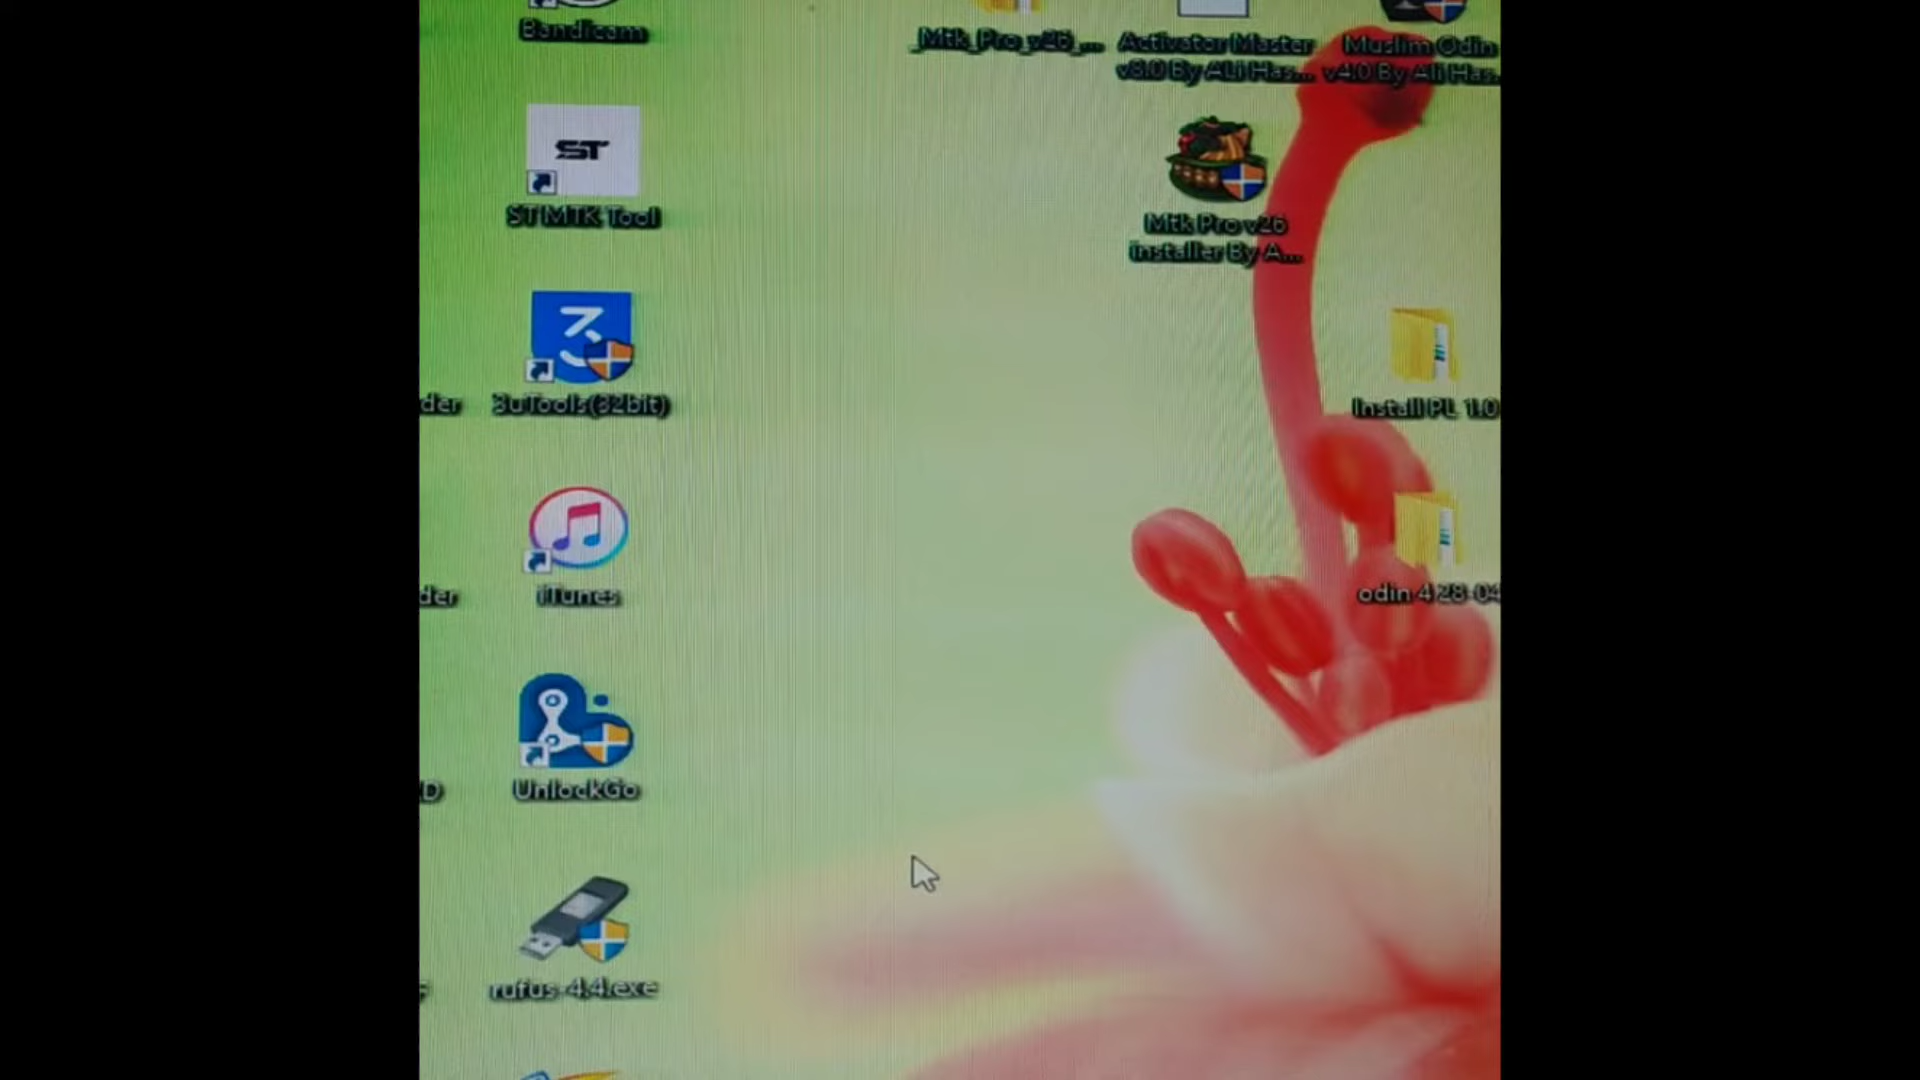 Bandicam
_Mtk_Pro_v26_...
Activator Master
v8.0 By ALi Has...
Muslim Odin
v4.0 By Ali Has...
ST
ST MTK Tool
Mtk Pro v26
installer By A...
3uTools(32bit)
Install PL 1.0
der
iTunes
odin 4 28-04
der
UnlockGo
D
rufus-4.4.exe